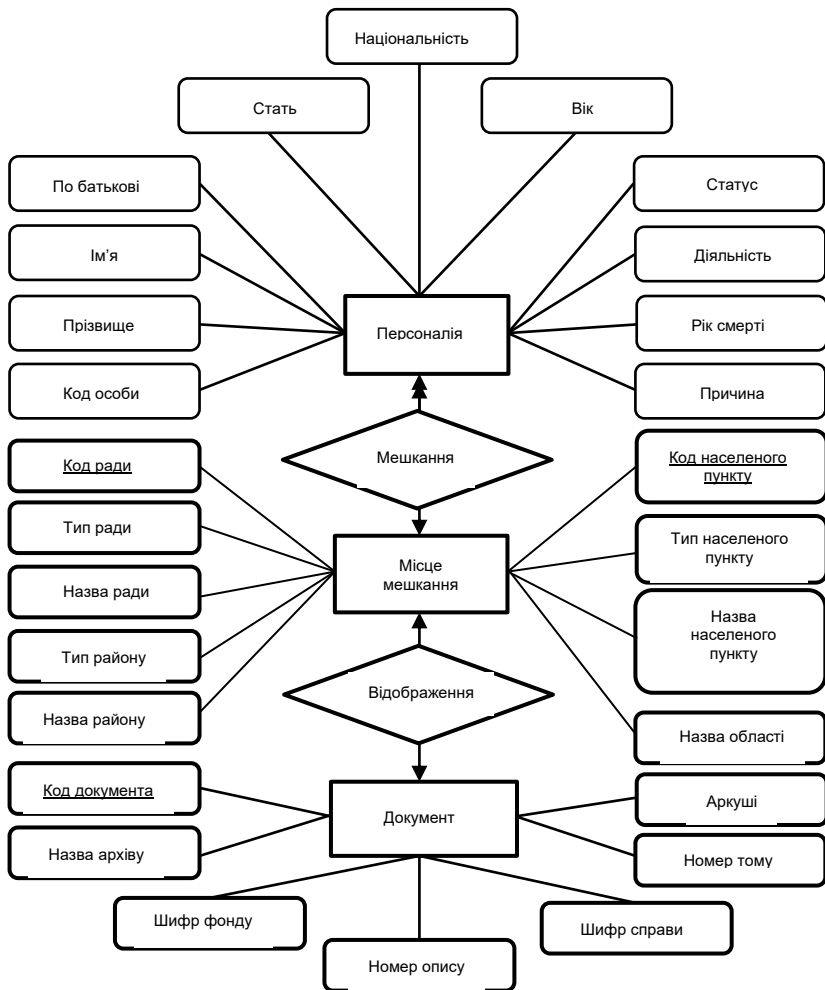 Національність
Стать
Вік
По батькові
Статус
Ім’я
Діяльність
Прізвище
Персоналія
Рік смерті
Код особи
Причина
Мешкання
Код ради
Код населеного
пункту
Тип ради
Тип населеного
пункту
Місце
мешкання
Назва ради
Назва
населеного
пункту
Тип району
Відображення
Назва району
Назва області
Код документа
Аркуші
Документ
Назва архіву
Номер тому
Шифр фонду
Шифр справи
Номер опису